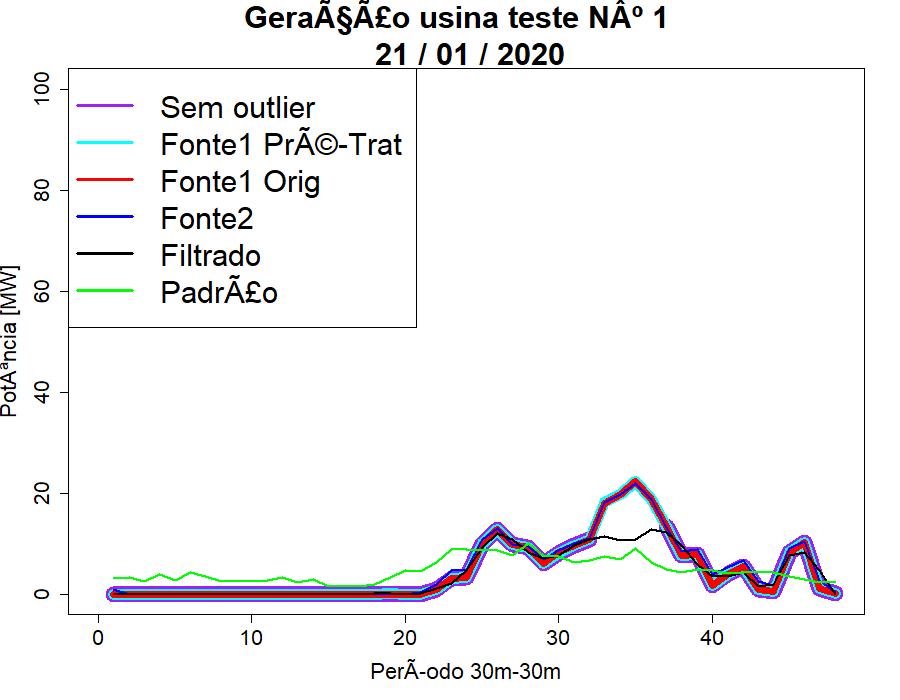 GeraÃ§Ã£o usina teste NÂº 1
21 / 01 / 2020
Sem outlier
Fonte1 PrÃ©-Trat
Fonte1 Orig
Fonte2
Filtrado
PadrÃ£o
PotÃªncia [MW]
100
80
60
40
20
0
0 10 20 30 40
PerÃ­-odo 30m-30m